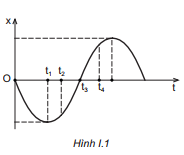 x
O t₁ t₂ t₃ t₄ t
Hình I.1